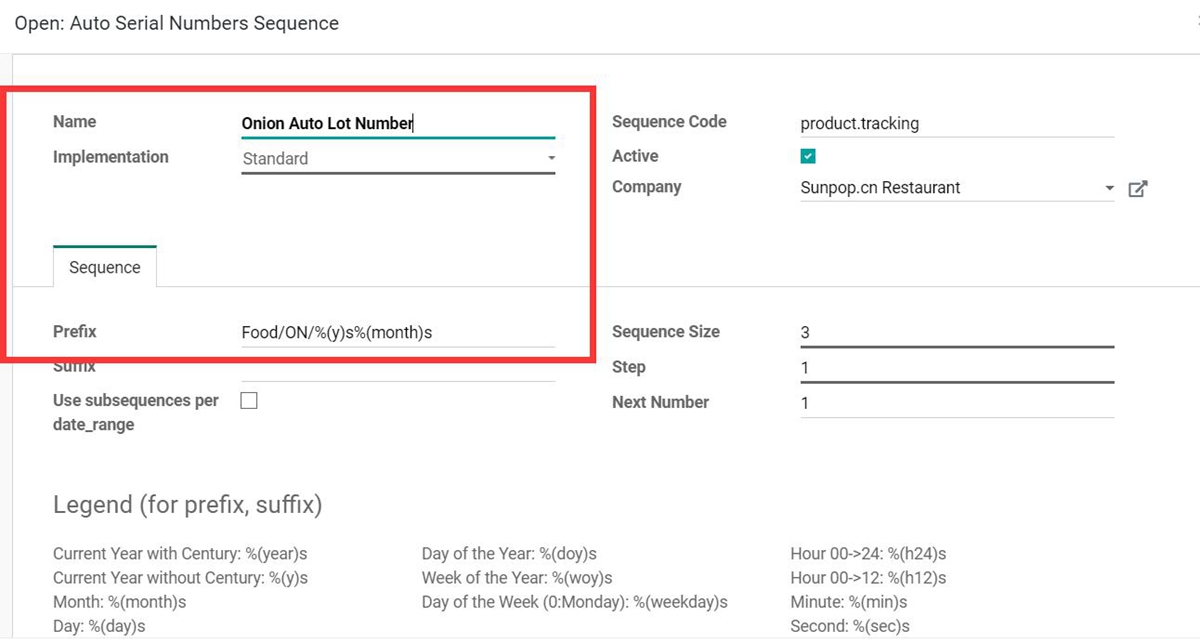 Open: Auto Serial Numbers Sequence
Name Onion Auto Lot Number Sequence Code product.tracking
Implementation Standard Active
Company Sunpop.cn Restaurant
Sequence
Prefix Food/ON/%(y)s%(month)s Sequence Size 3
Suffix Step 1
Use subsequences per Next Number 1
date_range
Legend (for prefix, suffix)
Current Year with Century: %(year)s Day of the Year: %(doy)s Hour 00->24: %(h24)s
Current Year without Century: %(y)s Week of the Year: %(woy)s Hour 00->12: %(h12)s
Month: %(month)s Day of the Week (0:Monday): %(weekday)s Minute: %(min)s
Day: %(day)s Second: %(sec)s